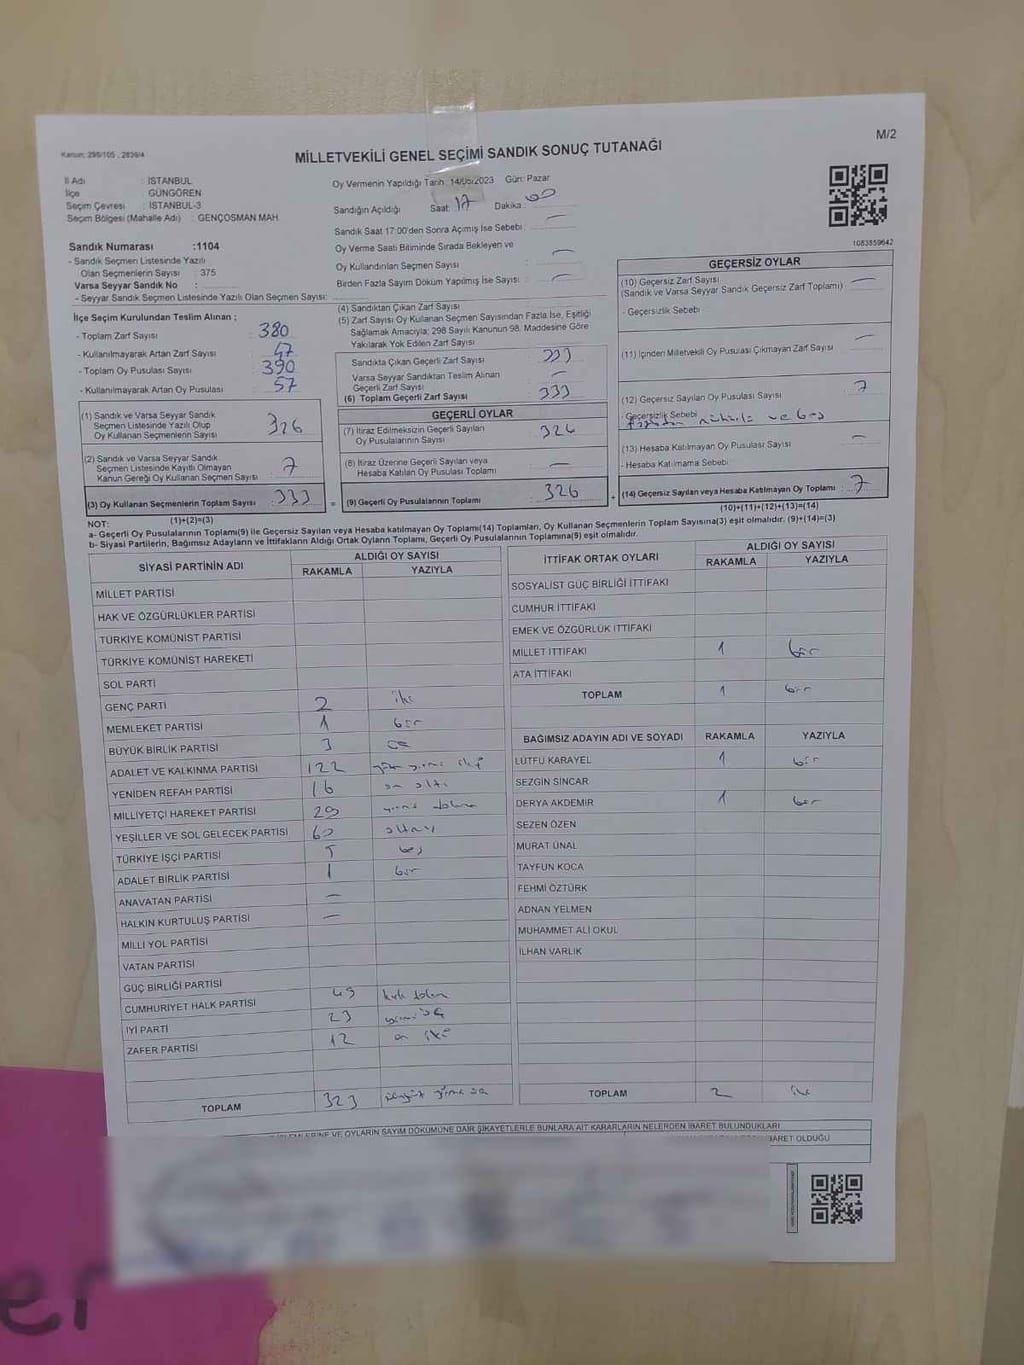 Kanun: 298/105, 2839/4
M/2
MİLLETVEKİLİ GENEL SEÇİMİ SANDIK SONUÇ TUTANAĞI
İl Adı : İSTANBUL
İlçe : GÜNGÖREN
Seçim Çevresi : İSTANBUL-3
Seçim Bölgesi (Mahalle Adı) : GENÇOSMAN MAH.
Sandık Numarası :1104
- Sandık Seçmen Listesinde Yazılı
Olan Seçmenlerin Sayısı : 375
Varsa Seyyar Sandık No :
- Seyyar Sandık Seçmen Listesinde Yazılı Olan Seçmen Sayısı:
Oy Vermenin Yapıldığı Tarih: 14/05/2023 Gün: Pazar
Sandığın Açıldığı Saat: 17 Dakika: 00
Sandık Saat 17:00'den Sonra Açılmış İse Sebebi : —
Oy Verme Saati Bitiminde Sırada Bekleyen ve
Oy Kullandırılan Seçmen Sayısı : —
Birden Fazla Sayım Döküm Yapılmış İse Sayısı : —
1083859642
İlçe Seçim Kurulundan Teslim Alınan ;
- Toplam Zarf Sayısı : 380
- Kullanılmayarak Artan Zarf Sayısı : 47
- Toplam Oy Pusulası Sayısı : 390
- Kullanılmayarak Artan Oy Pusulası : 57
(1) Sandık ve Varsa Seyyar Sandık
Seçmen Listesinde Yazılı Olup
Oy Kullanan Seçmenlerin Sayısı : 326
(2) Sandık ve Varsa Seyyar Sandık
Seçmen Listesinde Kayıtlı Olmayan
Kanun Gereği Oy Kullanan Seçmen Sayısı : 7
(3) Oy Kullanan Seçmenlerin Toplam Sayısı : 333 =
(1)+(2)=(3)
(4) Sandıktan Çıkan Zarf Sayısı
(5) Zarf Sayısı Oy Kullanan Seçmen Sayısından Fazla İse, Eşitliği
Sağlamak Amacıyla; 298 Sayılı Kanunun 98. Maddesine Göre
Yakılarak Yok Edilen Zarf Sayısı :
Sandıkta Çıkan Geçerli Zarf Sayısı : 333
Varsa Seyyar Sandıktan Teslim Alınan
Geçerli Zarf Sayısı : —
(6) Toplam Geçerli Zarf Sayısı : 333
GEÇERLİ OYLAR
(7) İtiraz Edilmeksizin Geçerli Sayılan
Oy Pusulalarının Sayısı : 326
(8) İtiraz Üzerine Geçerli Sayılan veya
Hesaba Katılan Oy Pusulası Toplamı : —
(9) Geçerli Oy Pusulalarının Toplamı : 326 +
GEÇERSİZ OYLAR
(10) Geçersiz Zarf Sayısı
(Sandık ve Varsa Seyyar Sandık Geçersiz Zarf Toplamı) : —
- Geçersizlik Sebebi
(11) İçinden Milletvekili Oy Pusulası Çıkmayan Zarf Sayısı : —
(12) Geçersiz Sayılan Oy Pusulası Sayısı : 7
- Geçersizlik Sebebi
(13) Hesaba Katılmayan Oy Pusulası Sayısı : —
- Hesaba Katılmama Sebebi
(14) Geçersiz Sayılan veya Hesaba Katılmayan Oy Toplamı : 7
(10)+(11)+(12)+(13)=(14)
NOT:
a- Geçerli Oy Pusulalarının Toplamı(9) ile Geçersiz Sayılan veya Hesaba katılmayan Oy Toplamı(14) Toplamları, Oy Kullanan Seçmenlerin Toplam Sayısına(3) eşit olmalıdır. (9)+(14)=(3)
b- Siyasi Partilerin, Bağımsız Adayların ve İttifakların Aldığı Ortak Oyların Toplamı, Geçerli Oy Pusulalarının Toplamına(9) eşit olmalıdır.
SİYASİ PARTİNİN ADI ALDIĞI OY SAYISI
RAKAMLA YAZIYLA
MİLLET PARTİSİ
HAK VE ÖZGÜRLÜKLER PARTİSİ
TÜRKİYE KOMÜNİST PARTİSİ
TÜRKİYE KOMÜNİST HAREKETİ
SOL PARTİ
GENÇ PARTİ 2 iki
MEMLEKET PARTİSİ 1 bir
BÜYÜK BİRLİK PARTİSİ 3 üç
ADALET VE KALKINMA PARTİSİ 122 yüz yirmi iki
YENİDEN REFAH PARTİSİ 16 on altı
MİLLİYETÇİ HAREKET PARTİSİ 29 yirmi dokuz
YEŞİLLER VE SOL GELECEK PARTİSİ 60 altmış
TÜRKİYE İŞÇİ PARTİSİ 5 beş
ADALET BİRLİK PARTİSİ 1 bir
ANAVATAN PARTİSİ —
HALKIN KURTULUŞ PARTİSİ —
MİLLİ YOL PARTİSİ
VATAN PARTİSİ
GÜÇ BİRLİĞİ PARTİSİ
CUMHURİYET HALK PARTİSİ 49 kırk dokuz
İYİ PARTİ 23 yirmi üç
ZAFER PARTİSİ 12 on iki
TOPLAM 323 üçyüz yirmi üç
İTTİFAK ORTAK OYLARI ALDIĞI OY SAYISI
RAKAMLA YAZIYLA
SOSYALİST GÜÇ BİRLİĞİ İTTİFAKI
CUMHUR İTTİFAKI
EMEK VE ÖZGÜRLÜK İTTİFAKI
MİLLET İTTİFAKI 1 bir
ATA İTTİFAKI
TOPLAM 1 bir
BAĞIMSIZ ADAYIN ADI VE SOYADI RAKAMLA YAZIYLA
LÜTFÜ KARAYEL 1 bir
SEZGİN SİNCAR
DERYA AKDEMİR 1 bir
SEZEN ÖZEN
MURAT ÜNAL
TAYFUN KOCA
FEHMİ ÖZTÜRK
ADNAN YELMEN
MUHAMMET ALİ OKUL
İLHAN VARLIK
TOPLAM 2 iki
İŞLEMLERİNE VE OYLARIN SAYIM DÖKÜMÜNE DAİR ŞİKAYETLERLE BUNLARA AİT KARARLARIN NELERDEN İBARET BULUNDUKLARI
İBARET OLDUĞU
er